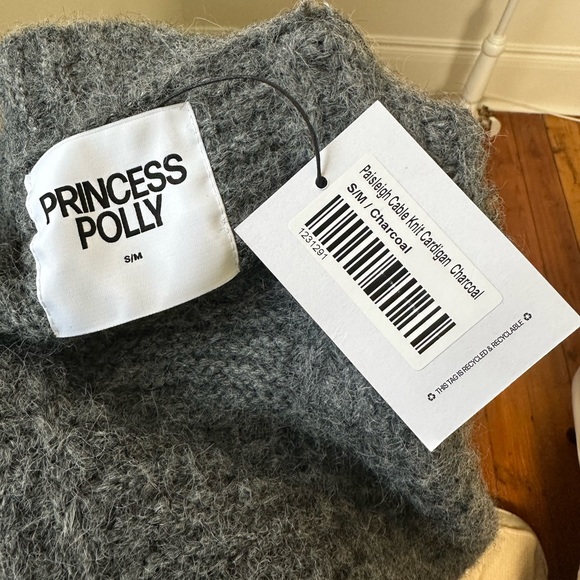 PRINCESS
POLLY
S/M
Paisleigh Cable Knit Cardigan Charcoal
S/M / Charcoal
1231291
♻ THIS TAG IS RECYCLED & RECYCLABLE ♻